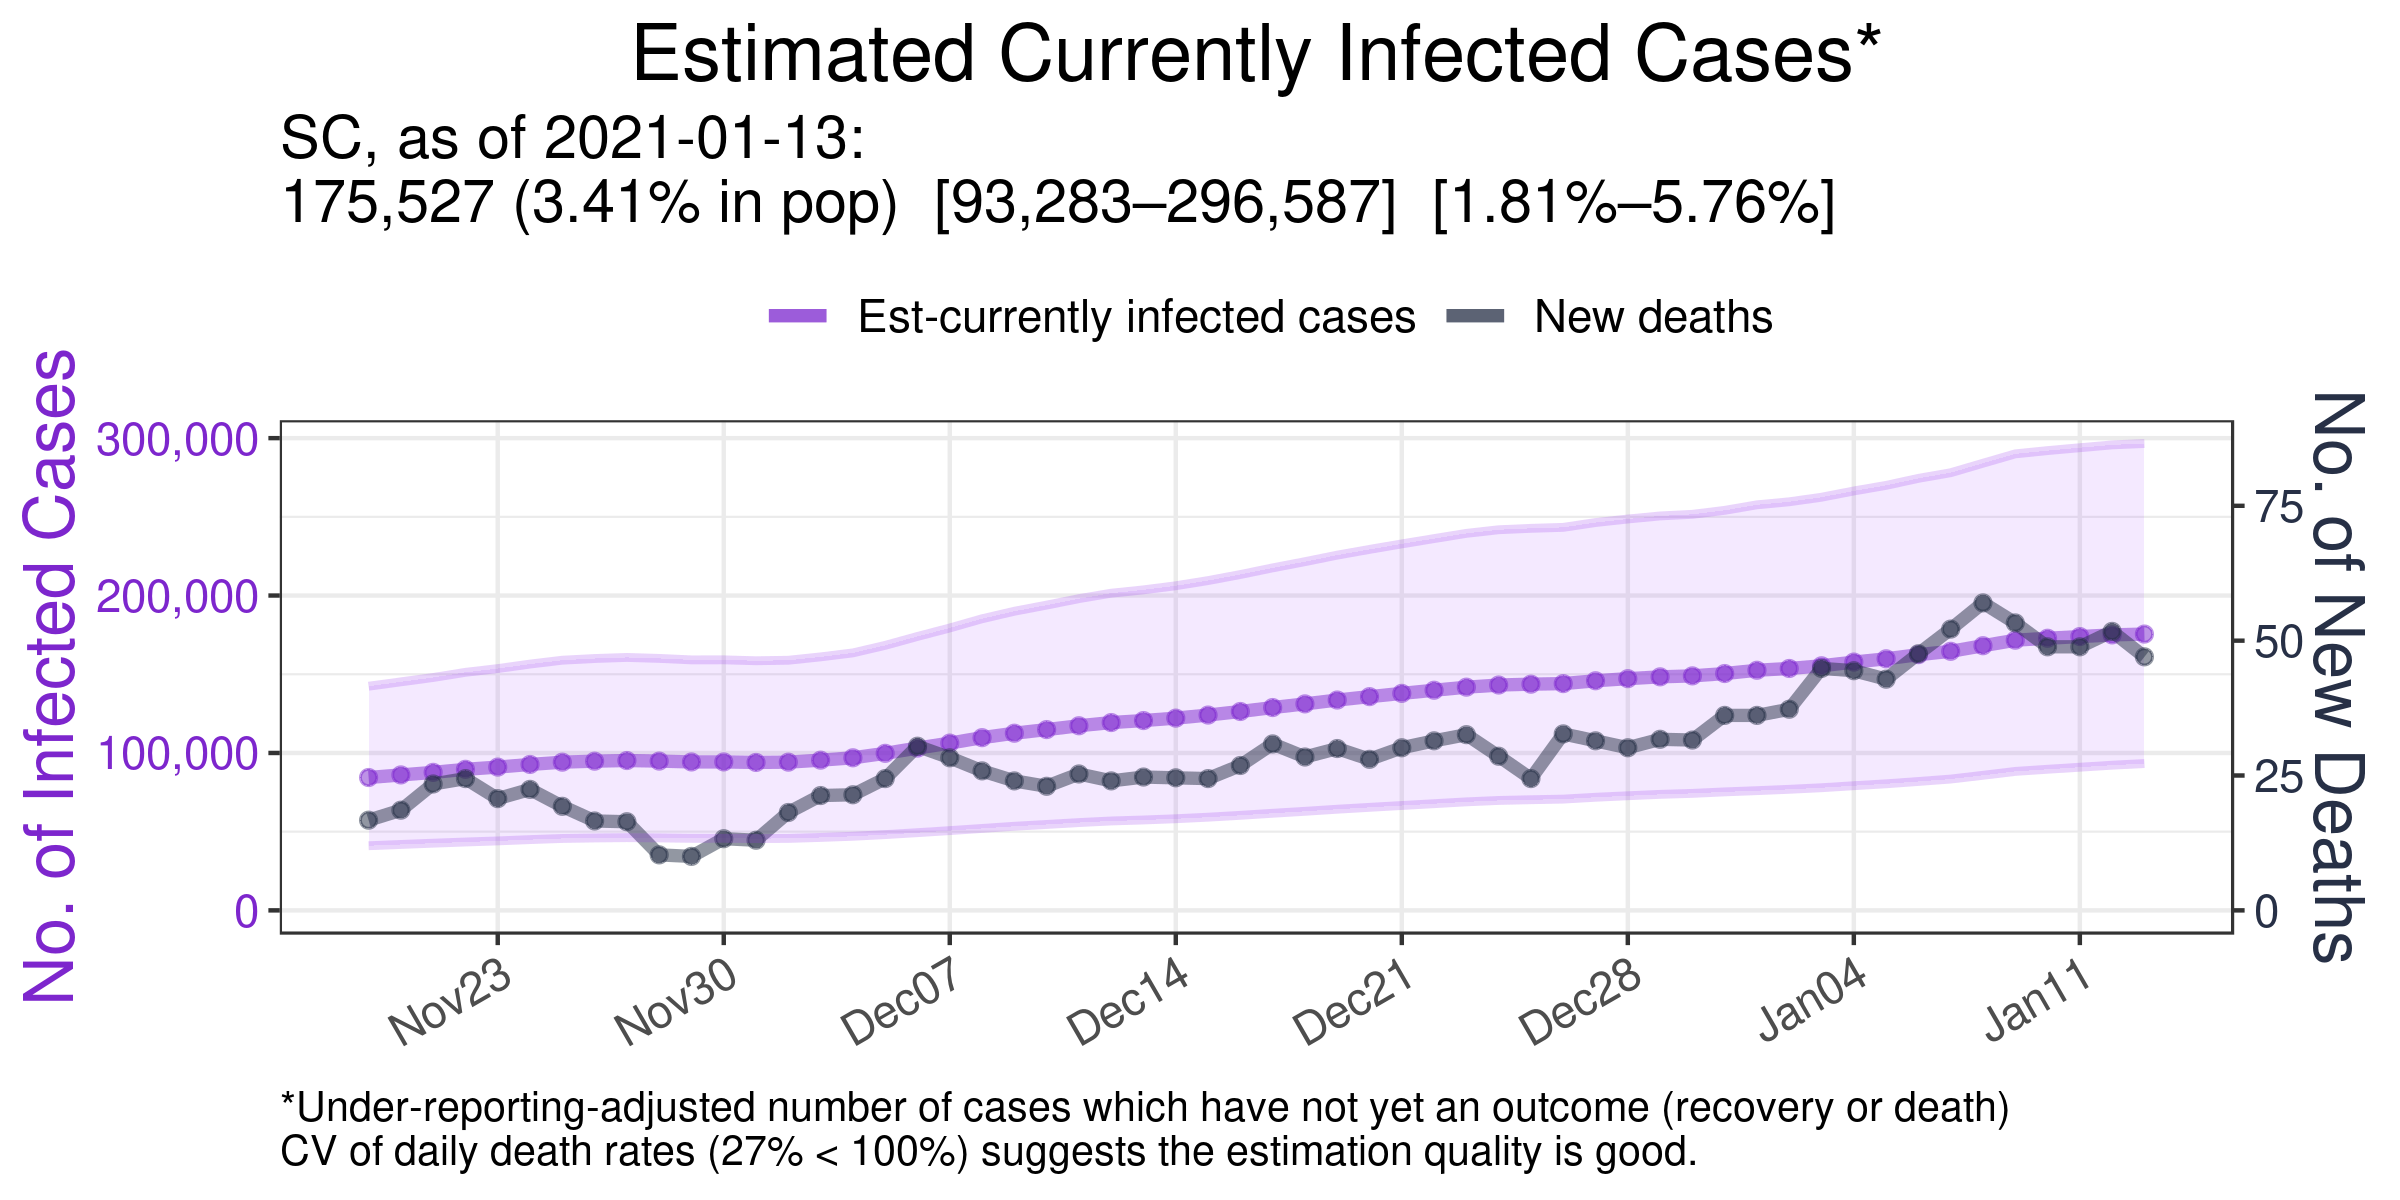 Estimated Currently Infected Cases*
SC, as of 2021-01-13:
175,527 (3.41% in pop)  [93,283–296,587]  [1.81%–5.76%]
Est-currently infected cases
New deaths
No. of Infected Cases
300,000
200,000
100,000
0
No. of New Deaths
75
50
25
0
Nov23
Nov30
Dec07
Dec14
Dec21
Dec28
Jan04
Jan11
*Under-reporting-adjusted number of cases which have not yet an outcome (recovery or death)
CV of daily death rates (27% < 100%) suggests the estimation quality is good.